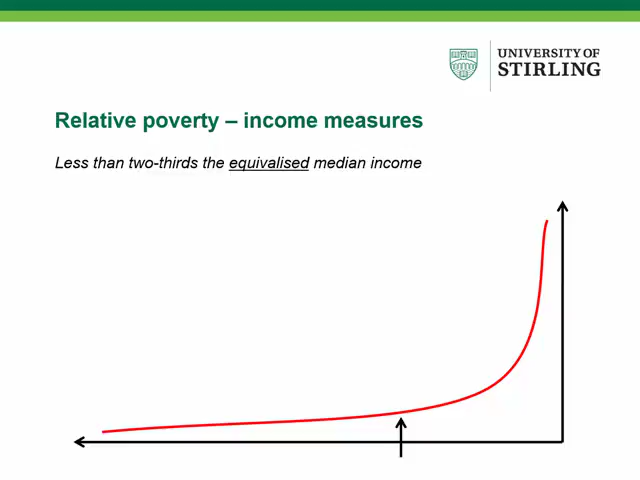 UNIVERSITY OF
STIRLING
Relative poverty – income measures
Less than two-thirds the equivalised median income